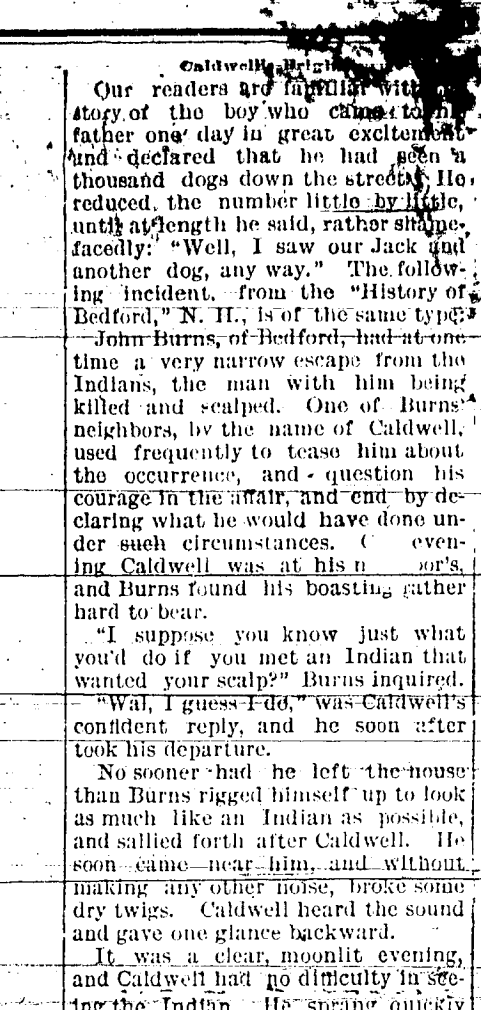 Caldwell's
Our readers are familiar with
story of the boy who came to his
father one day in great excitement
and declared that he had seen a
thousand dogs down the street. He
reduced the number little by little,
until at length he said, rather shame-
facedly: "Well, I saw our Jack and
another dog, any way." The follow-
ing incident, from the "History of
Bedford," N. H., is of the same type:
John Burns, of Bedford, had at one
time a very narrow escape from the
Indians, the man with him being
killed and scalped. One of Burns'
neighbors, by the name of Caldwell,
used frequently to tease him about
the occurrence, and question his
courage in the affair, and end by de-
claring what he would have done un-
der such circumstances. even-
ing Caldwell was at his
and Burns found his boasting rather
hard to bear.
"I suppose you know just what
you'd do if you met an Indian that
wanted your scalp?" Burns inquired.
"Wal, I guess I do," was Caldwell's
confident reply, and he soon after
took his departure.
No sooner had he left the house
than Burns rigged himself up to look
as much like an Indian as possible,
and sallied forth after Caldwell. He
soon came near him, and without
making any other noise, broke some
dry twigs. Caldwell heard the sound
and gave one glance backward.
It was a clear, moonlit evening,
and Caldwell had no difficulty in see-
ing the Indian. He sprang quickly